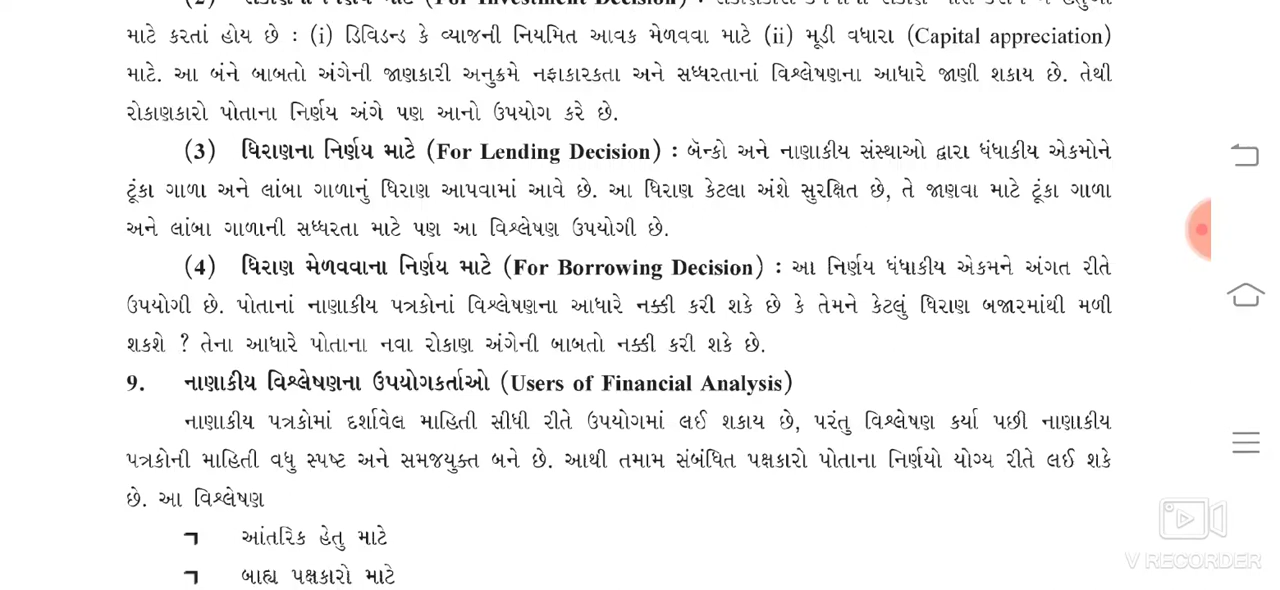 માટે કરતાં હોય છે : (i) ડિવિડન્ડ કે વ્યાજની નિયમિત આવક મેળવવા માટે (ii) મૂડી વધારા (Capital appreciation)
માટે. આ બંને બાબતો અંગેની જાણકારી અનુક્રમે નફાકારકતા અને સધ્ધરતાનાં વિશ્લેષણના આધારે જાણી શકાય છે. તેથી
રોકાણકારો પોતાના નિર્ણય અંગે પણ આનો ઉપયોગ કરે છે.
(3) ધિરાણના નિર્ણય માટે (For Lending Decision) : બૅન્કો અને નાણાકીય સંસ્થાઓ દ્વારા ધંધાકીય એકમોને
ટૂંકા ગાળા અને લાંબા ગાળાનું ધિરાણ આપવામાં આવે છે. આ ધિરાણ કેટલા અંશે સુરક્ષિત છે, તે જાણવા માટે ટૂંકા ગાળા
અને લાંબા ગાળાની સધ્ધરતા માટે પણ આ વિશ્લેષણ ઉપયોગી છે.
(4) ધિરાણ મેળવવાના નિર્ણય માટે (For Borrowing Decision) : આ નિર્ણય ધંધાકીય એકમને અંગત રીતે
ઉપયોગી છે. પોતાનાં નાણાકીય પત્રકોનાં વિશ્લેષણના આધારે નક્કી કરી શકે છે કે તેમને કેટલું ધિરાણ બજારમાંથી મળી
શકશે ? તેના આધારે પોતાના નવા રોકાણ અંગેની બાબતો નક્કી કરી શકે છે.
9. નાણાકીય વિશ્લેષણના ઉપયોગકર્તાઓ (Users of Financial Analysis)
નાણાકીય પત્રકોમાં દર્શાવેલ માહિતી સીધી રીતે ઉપયોગમાં લઈ શકાય છે, પરંતુ વિશ્લેષણ કર્યા પછી નાણાકીય
પત્રકોની માહિતી વધુ સ્પષ્ટ અને સમજયુક્ત બને છે. આથી તમામ સંબંધિત પક્ષકારો પોતાના નિર્ણયો યોગ્ય રીતે લઈ શકે
છે. આ વિશ્લેષણ
આંતરિક હેતુ માટે
બાહ્ય પક્ષકારો માટે
V RECORDER